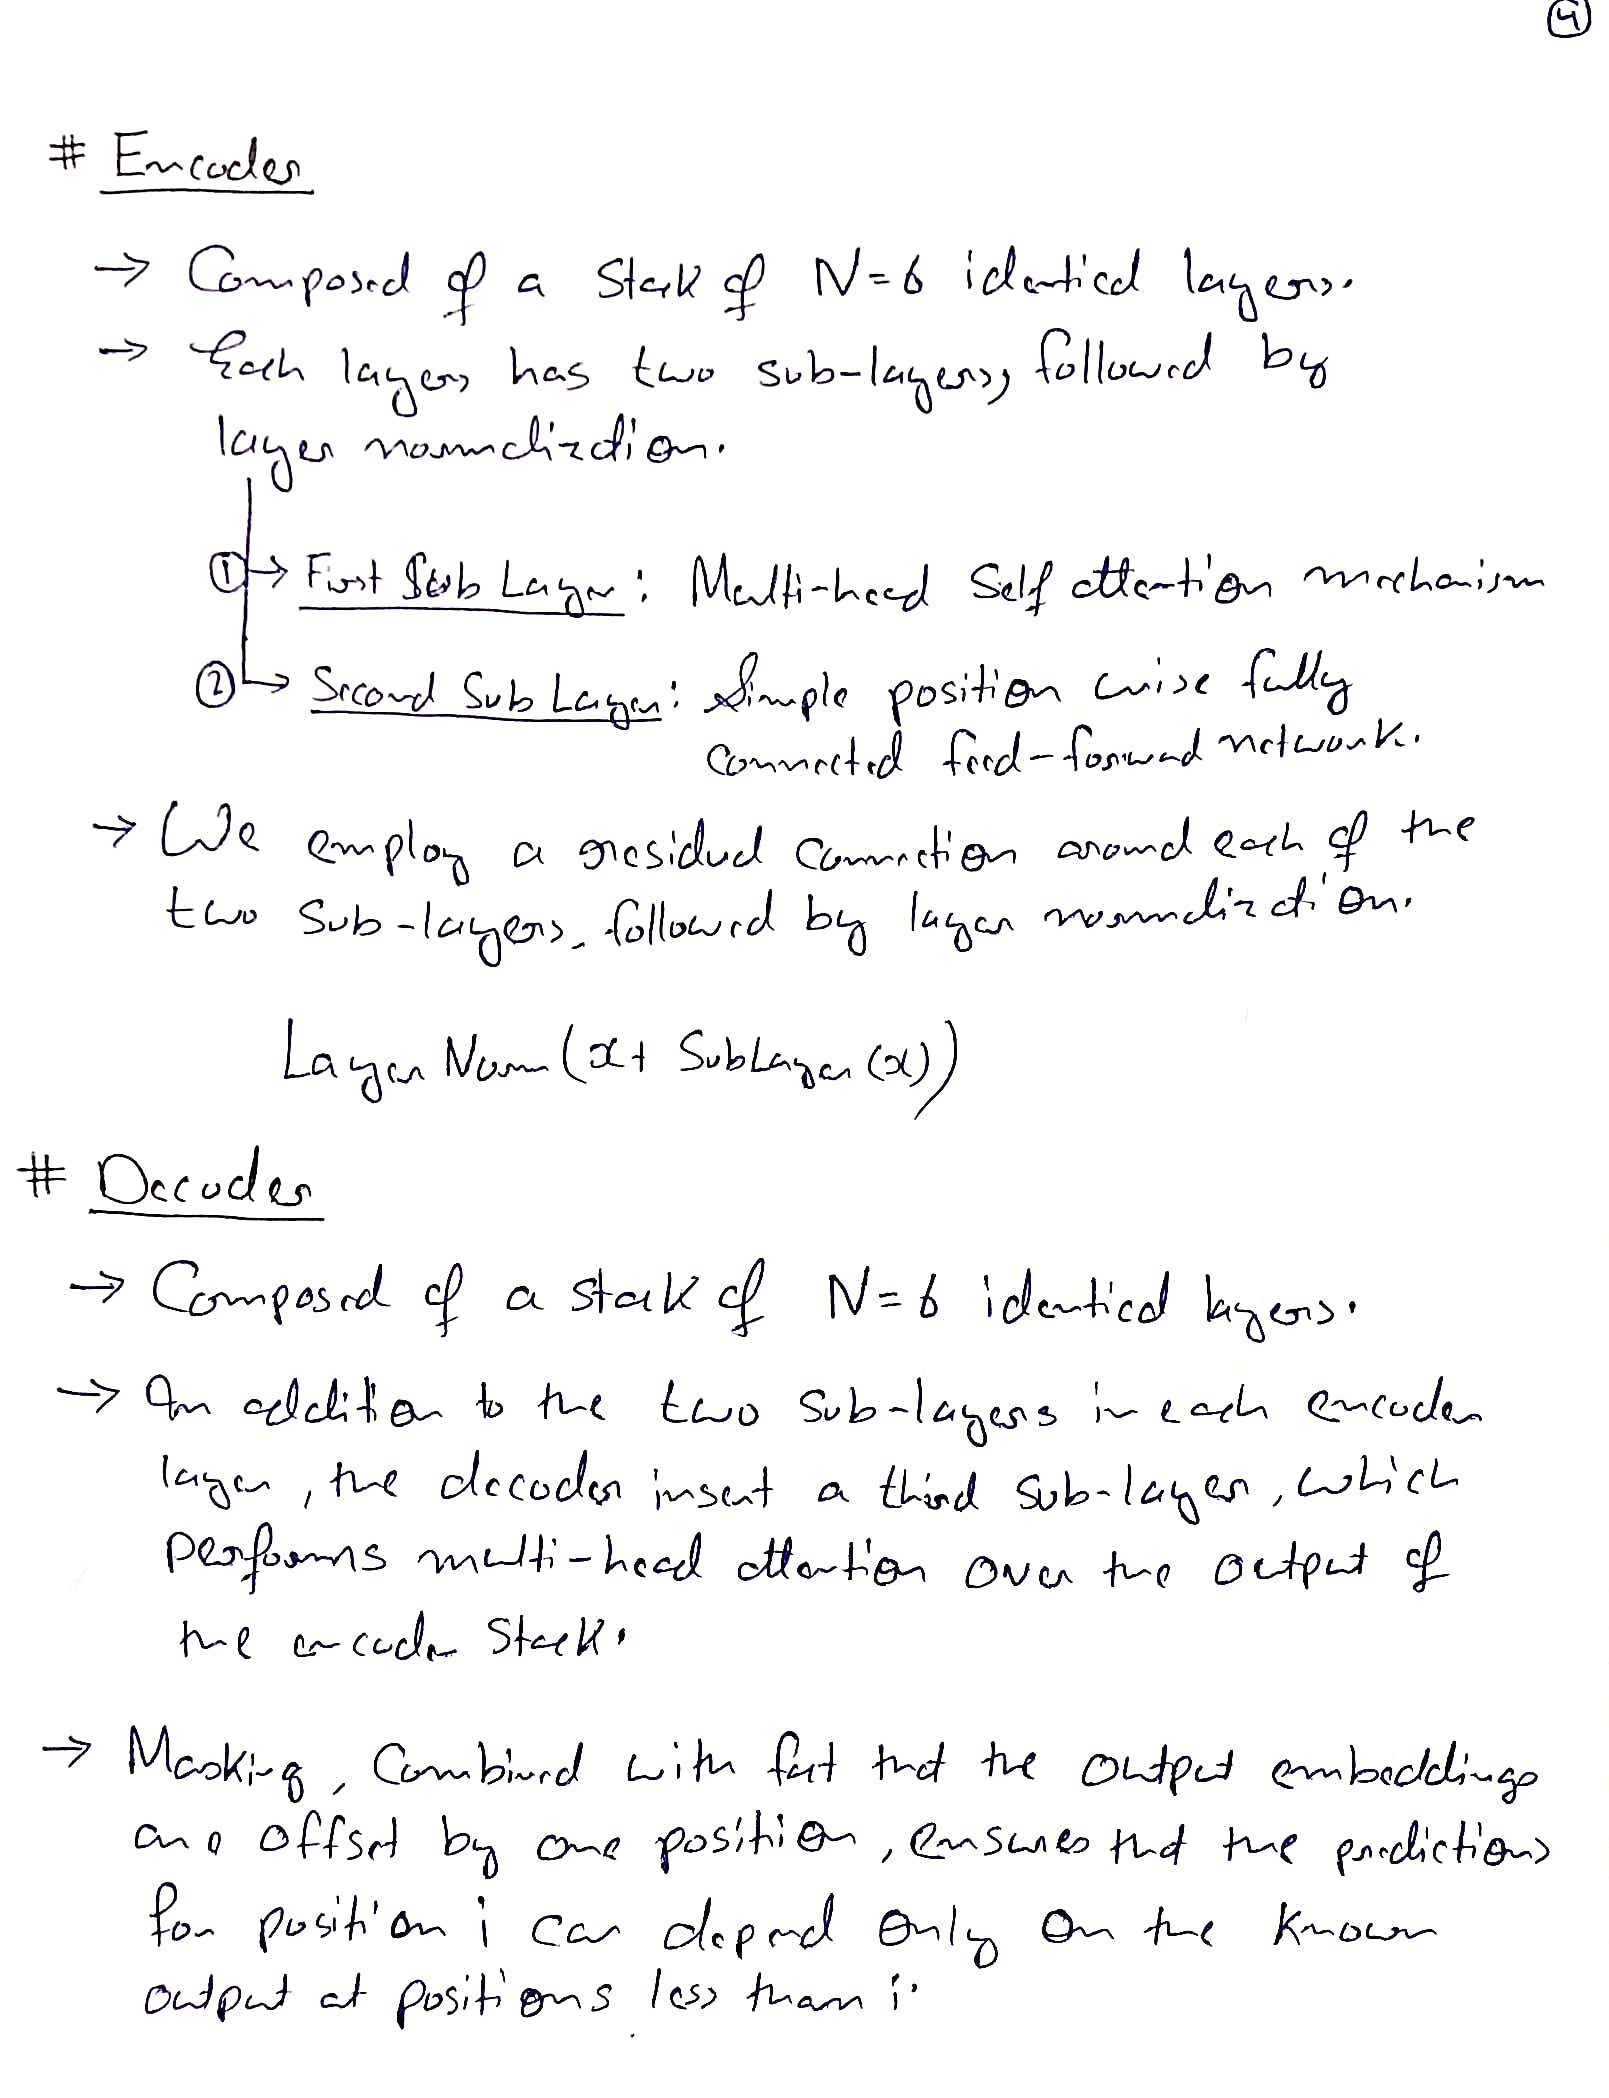 4
# Encoder
→ Composed of a Stack of N=6 identical layers.
→ Each layers has two sub-layers, followed by
layer normalization.
① → First Sub Layer: Multi-head Self attention mechanism
② → Second Sub Layer: Simple position wise fully
connected feed-forward network.
→ We employ a residual connection around each of the
two Sub-layers, followed by layer normalization.
Layer Norm (x + SubLayer (x))
# Decoder
→ Composed of a stack of N=6 identical layers.
→ In addition to the two Sub-layers in each encoder
layer, the decoder insert a third Sub-layer, which
performs multi-head attention over the output of
the encoder Stack.
→ Masking, Combined with fact that the output embeddings
are offset by one position, ensures that the predictions
for position i can depend only on the known
output at positions less than i.